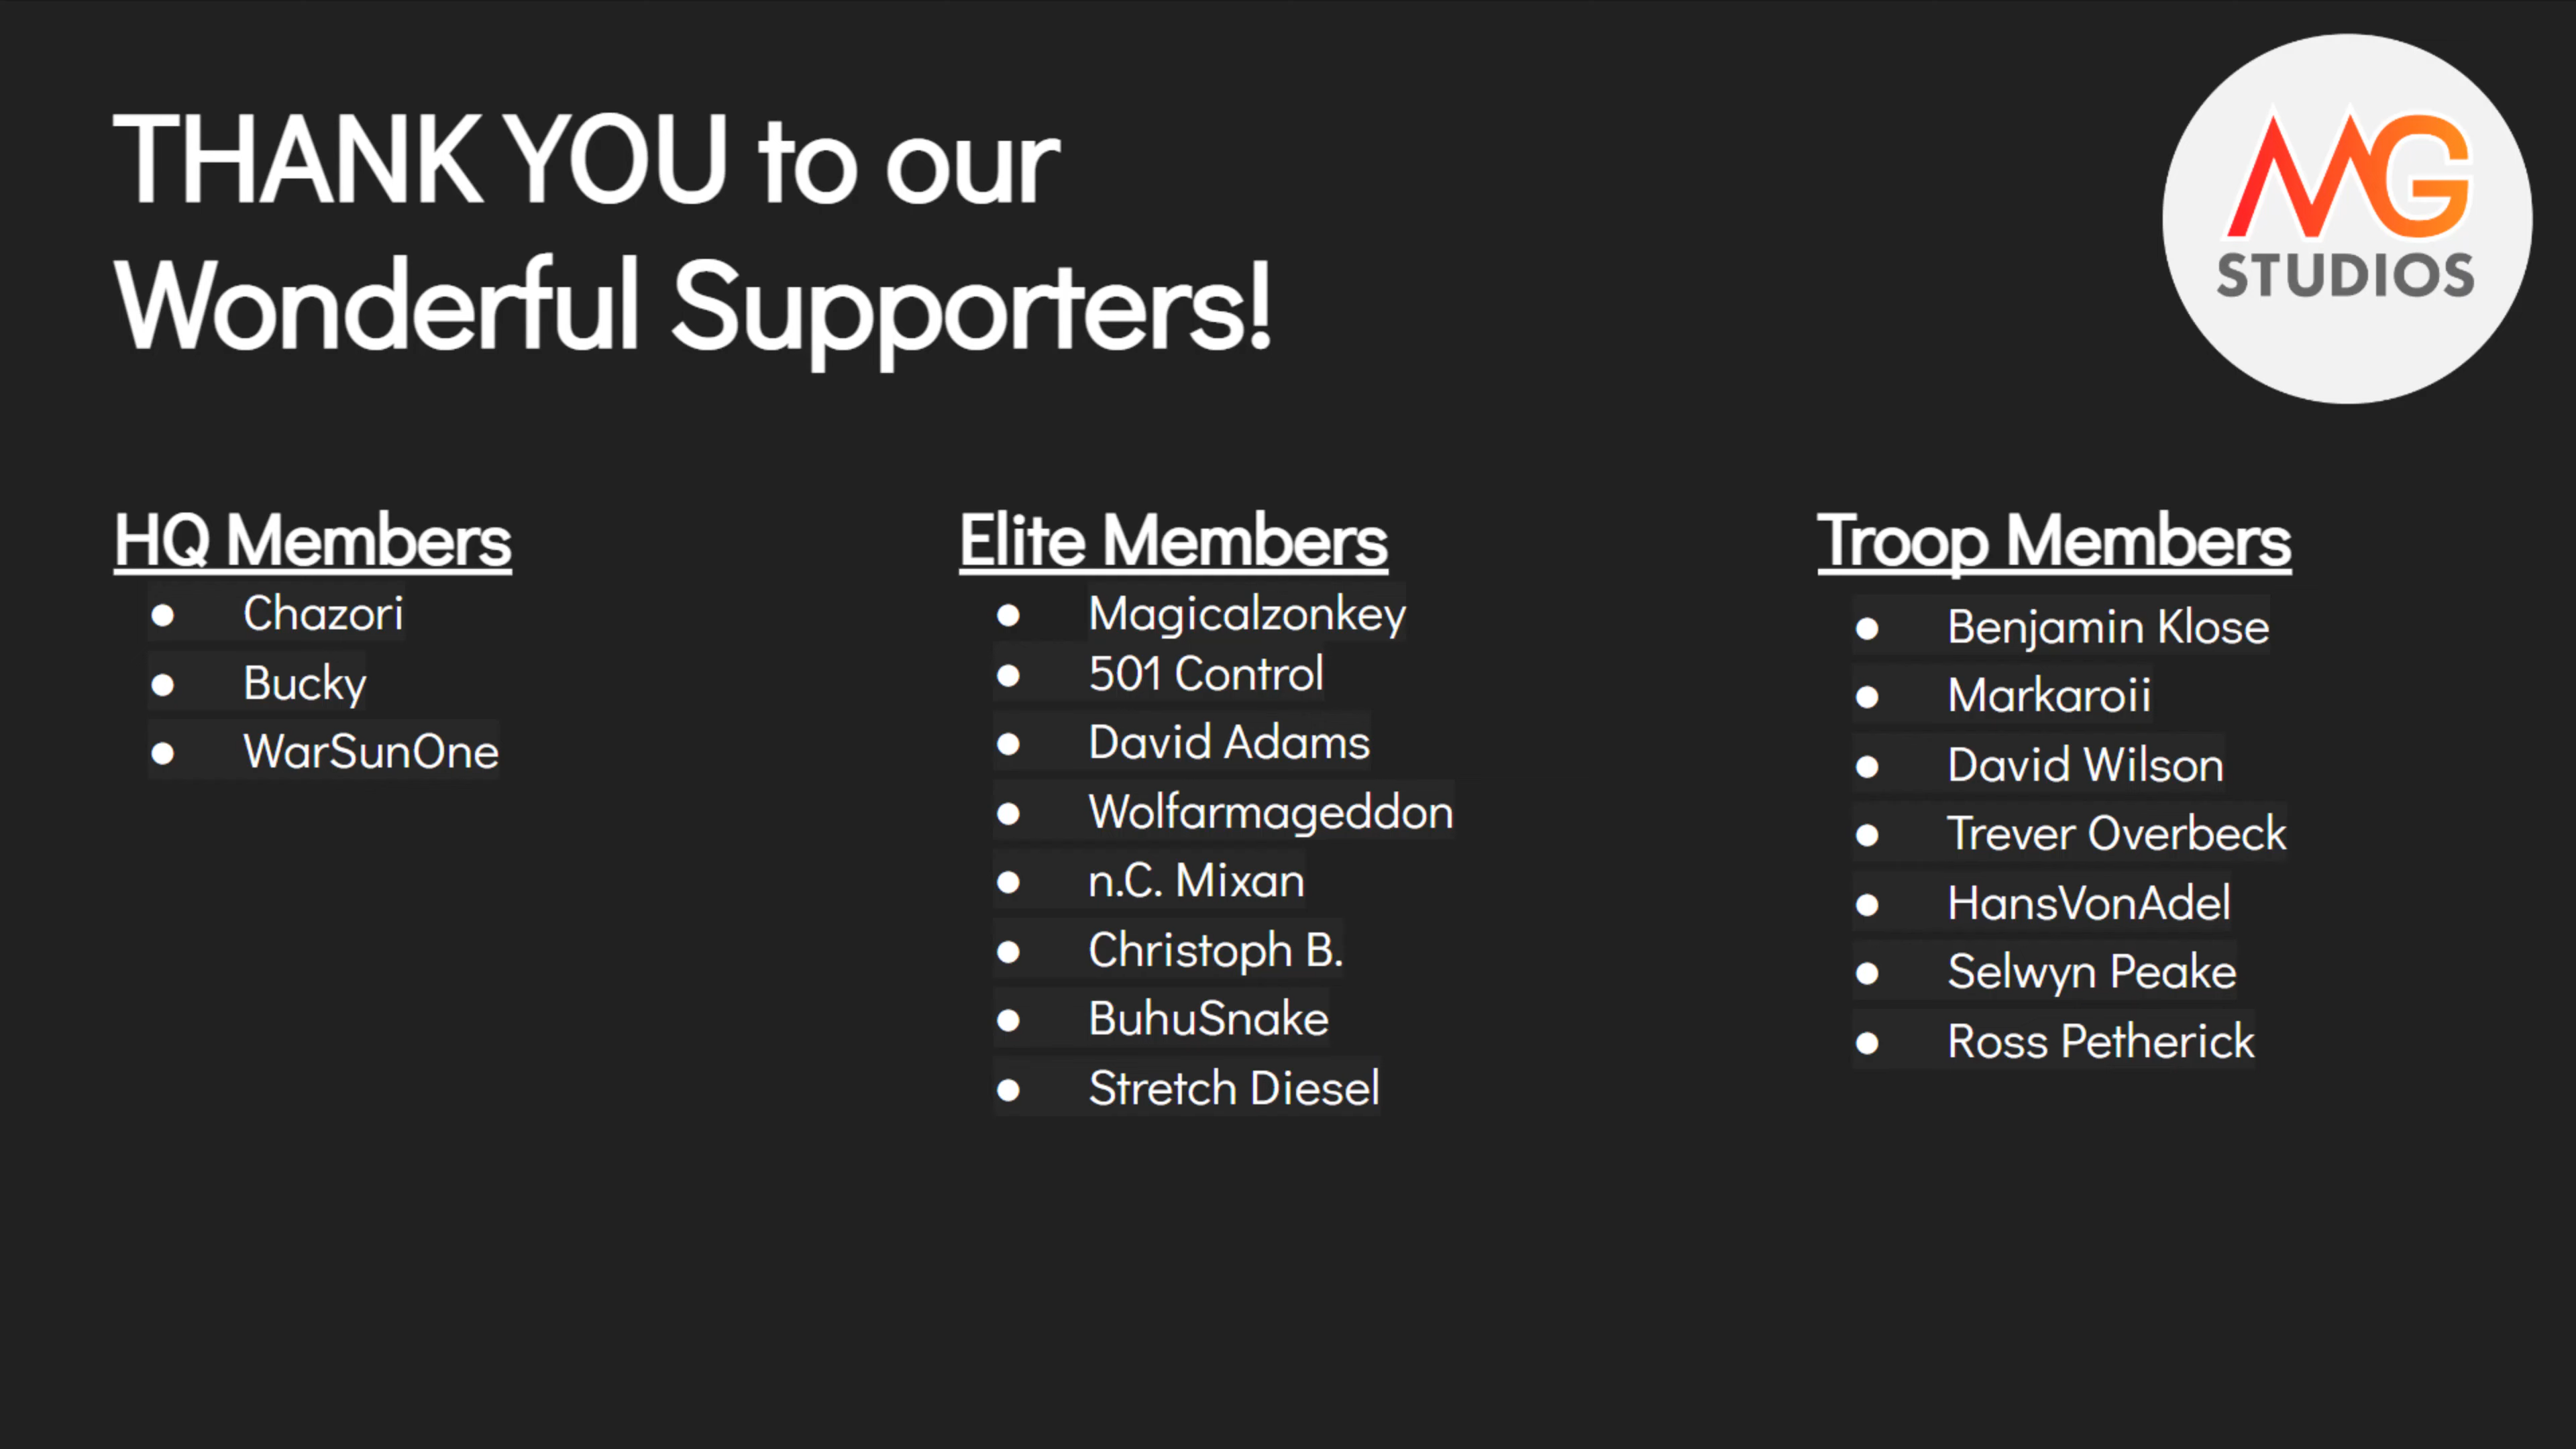 THANK YOU to our
Wonderful Supporters!
MG
STUDIOS
HQ Members
● Chazori
● Bucky
● WarSunOne
Elite Members
● Magicalzonkey
● 501 Control
● David Adams
● Wolfarmageddon
● n.C. Mixan
● Christoph B.
● BuhuSnake
● Stretch Diesel
Troop Members
● Benjamin Klose
● Markaroii
● David Wilson
● Trever Overbeck
● HansVonAdel
● Selwyn Peake
● Ross Petherick